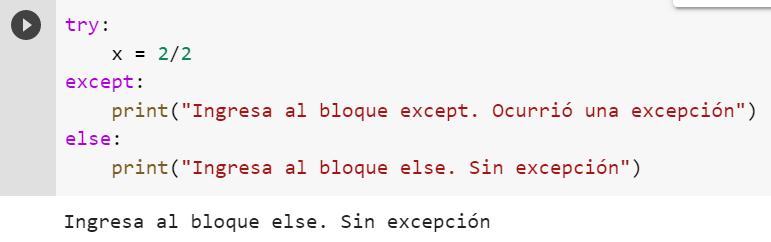 try:
    x = 2/2
except:
    print("Ingresa al bloque except. Ocurrió una excepción")
else:
    print("Ingresa al bloque else. Sin excepción")
Ingresa al bloque else. Sin excepción